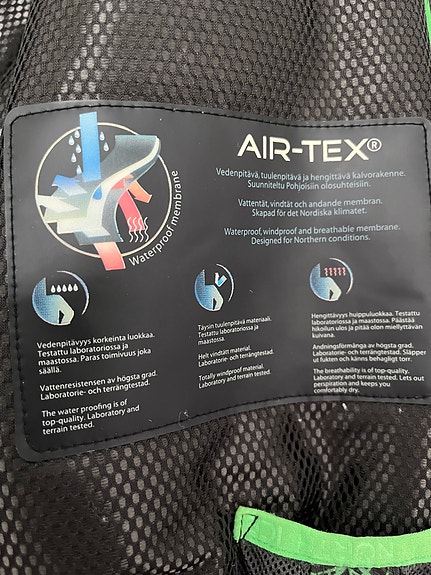 AIR-TEX®
Vedenpitävä, tuulenpitävä ja hengittävä kalvorakenne.
Suunniteltu Pohjoisiin olosuhteisiin.
Vattentät, vindtät och andande membran.
Skapad för det Nordiska klimatet.
Waterproof, windproof and breathable membrane.
Designed for Northern conditions.
Waterproof membrane
Vedenpitävyys korkeinta luokkaa.
Testattu laboratoriossa ja
maastossa. Paras toimivuus joka
säällä.
Vattenresistensen av högsta grad.
Laboratorie- och terrängtestad.
The water proofing is of
top-quality. Laboratory and
terrain tested.
Täysin tuulenpitävä materiaali.
Testattu laboratoriossa ja
maastossa.
Helt vindtätt material.
Laboratorie- och terrängtestad.
Totally windproof material.
Laboratory and terrain tested.
Hengittävyys huippuluokkaa. Testattu
laboratoriossa ja maastossa. Päästää
hikoilun ulos ja pitää olon miellyttävän
kuivana.
Andningsförmånga av högsta grad.
Laboratorie- och terrängtestad. Släpper
ut fukten och känns behagligt torr.
The breathability is of top-quality.
Laboratory and terrain tested. Lets out
perspiration and keeps you
comfortably dry.